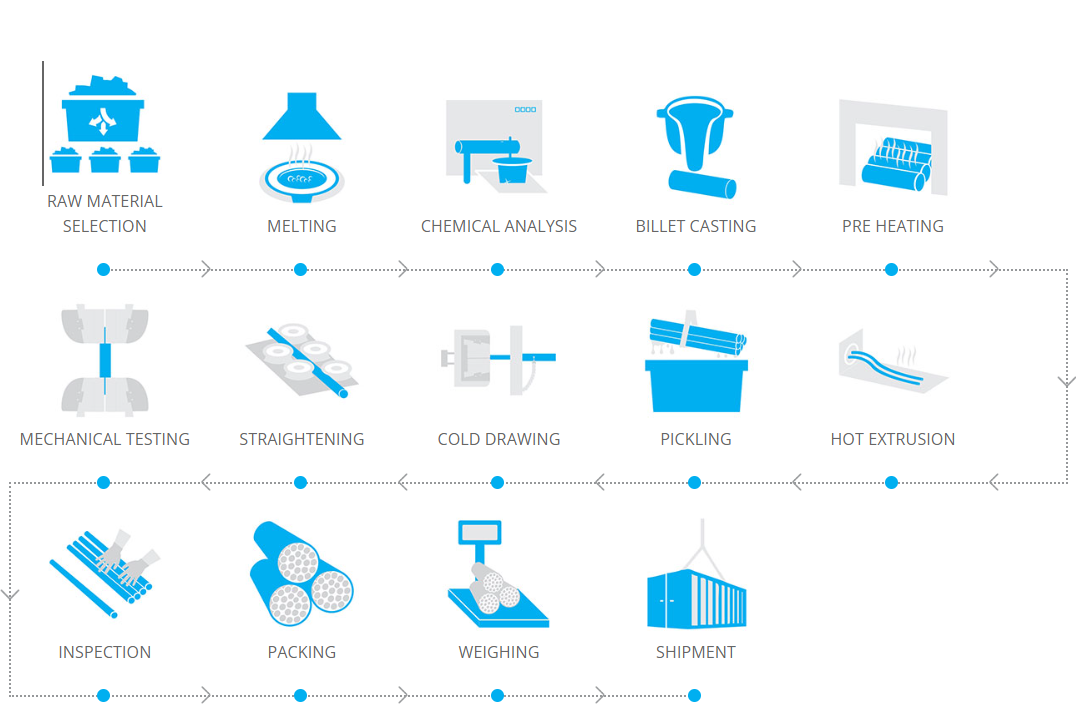 RAW MATERIAL
SELECTION
MELTING
CHEMICAL ANALYSIS
BILLET CASTING
PRE HEATING
MECHANICAL TESTING
STRAIGHTENING
COLD DRAWING
PICKLING
HOT EXTRUSION
INSPECTION
PACKING
WEIGHING
SHIPMENT